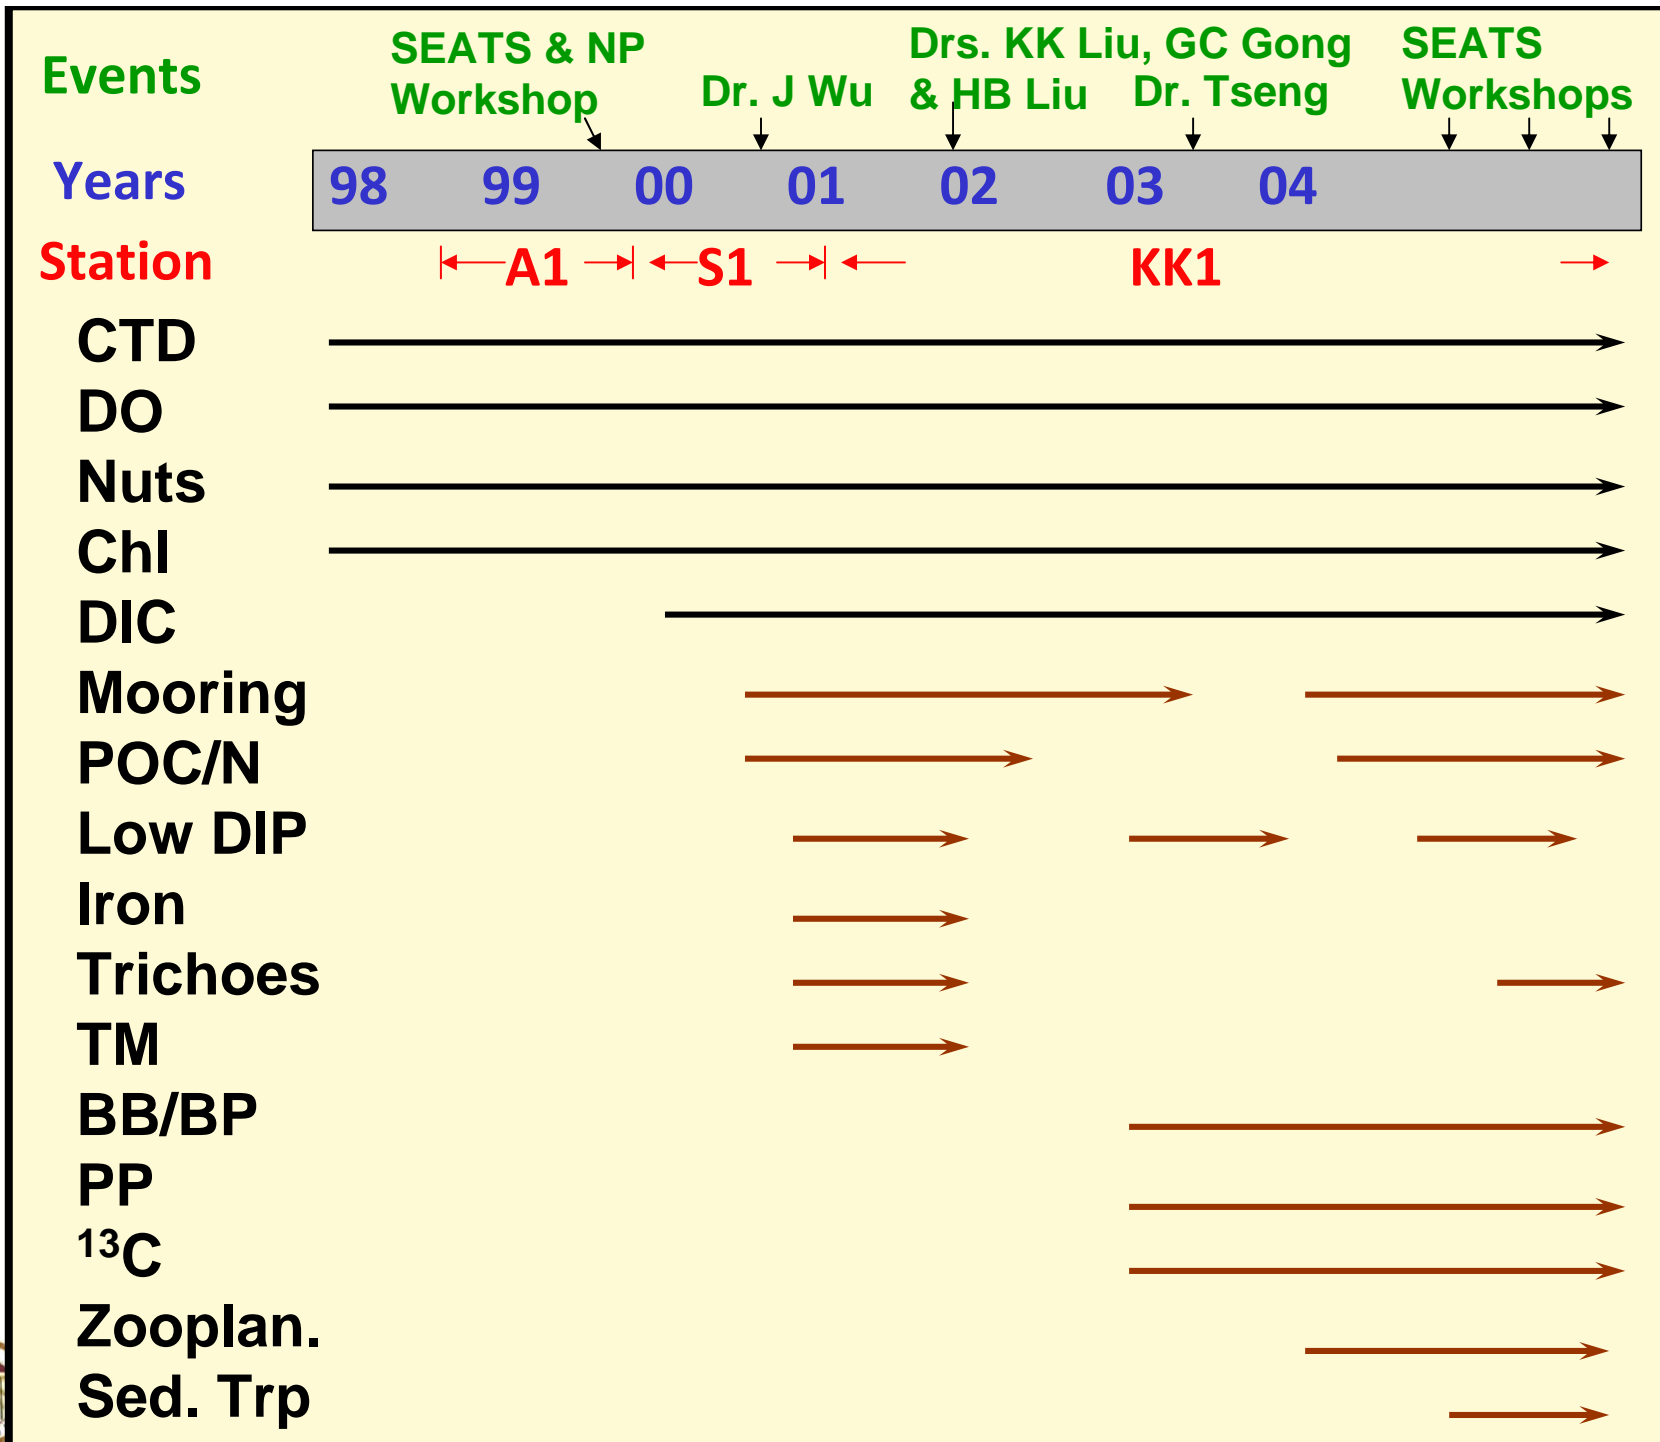 Events
SEATS & NP
Workshop
Dr. J Wu
Drs. KK Liu, GC Gong
& HB Liu
Dr. Tseng
SEATS
Workshops
Years 98 99 00 01 02 03 04
Station A1 S1 KK1
CTD
DO
Nuts
Chl
DIC
Mooring
POC/N
Low DIP
Iron
Trichoes
TM
BB/BP
PP
¹³C
Zooplan.
Sed. Trp